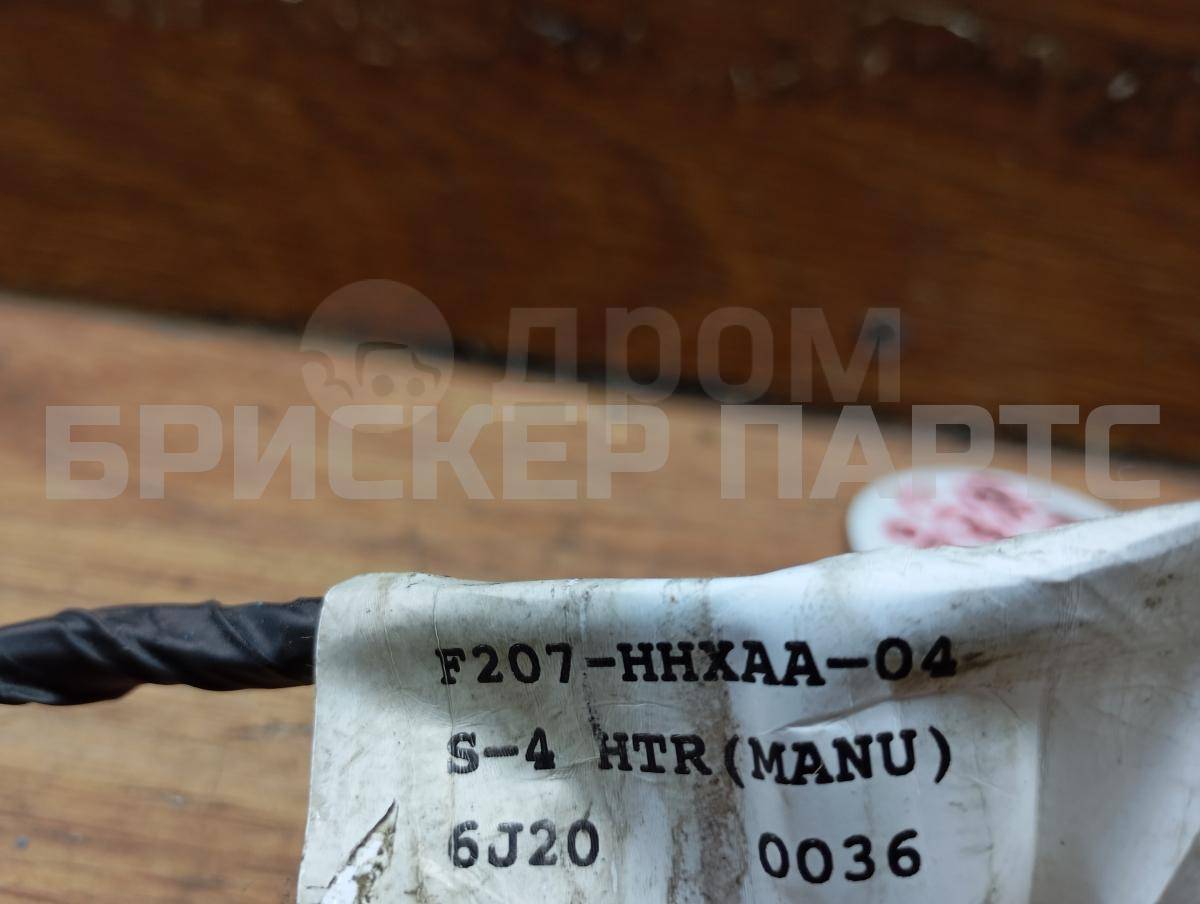 дром
БРИСКЕР ПАРТС
F207-HHXAA-04
S-4 HTR(MANU)
6J20 0036